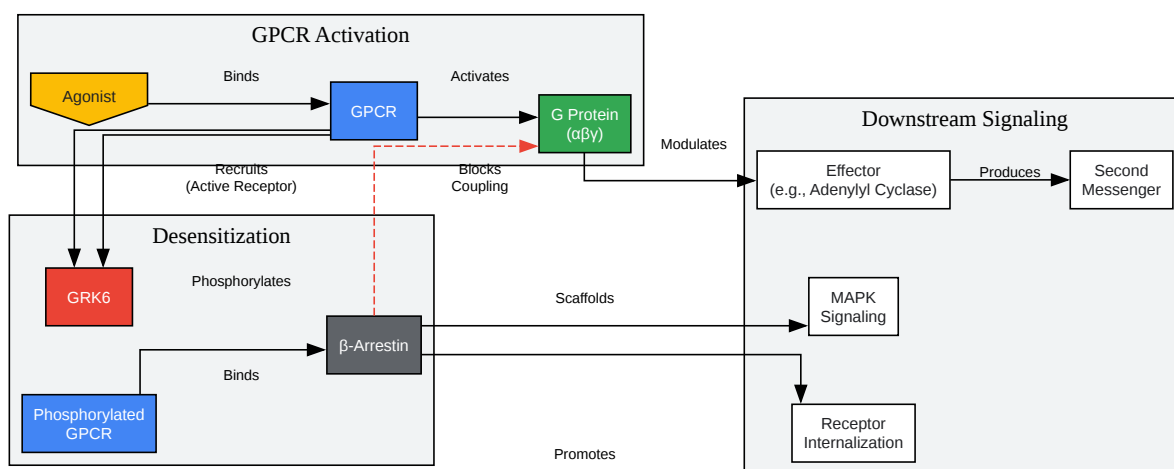 GPCR Activation
Agonist
Binds
GPCR
Activates
G Protein
(αβγ)
Recruits
(Active Receptor)
Blocks
Coupling
Modulates
Downstream Signaling
Effector
(e.g., Adenylyl Cyclase)
Produces
Second
Messenger
Desensitization
GRK6
Phosphorylates
β-Arrestin
Binds
Phosphorylated
GPCR
Scaffolds
MAPK
Signaling
Receptor
Internalization
Promotes